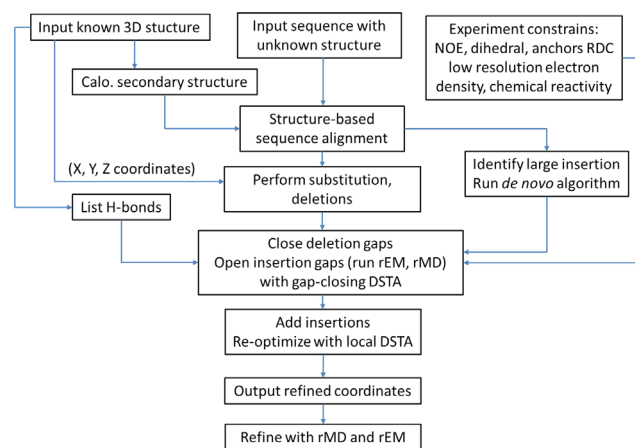 Input known 3D stucture
Input sequence with
unknown structure
Experiment constrains:
NOE, dihedral, anchors RDC
low resolution electron
density, chemical reactivity
Calo. secondary structure
Structure-based
sequence alignment
(X, Y, Z coordinates)
Perform substitution,
deletions
Identify large insertion
Run de novo algorithm
List H-bonds
Close deletion gaps
Open insertion gaps (run rEM, rMD)
with gap-closing DSTA
Add insertions
Re-optimize with local DSTA
Output refined coordinates
Refine with rMD and rEM